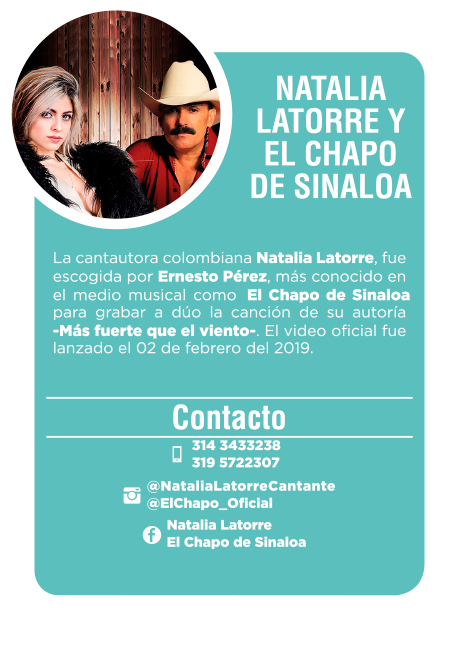 NATALIA
LATORRE Y
EL CHAPO
DE SINALOA
La cantautora colombiana Natalia Latorre, fue
escogida por Ernesto Pérez, más conocido en
el medio musical como El Chapo de Sinaloa
para grabar a dúo la canción de su autoría
-Más fuerte que el viento-. El video oficial fue
lanzado el 02 de febrero del 2019.
Contacto
314 3433238
319 5722307
@NataliaLatorreCantante
@ElChapo_Oficial
Natalia Latorre
El Chapo de Sinaloa